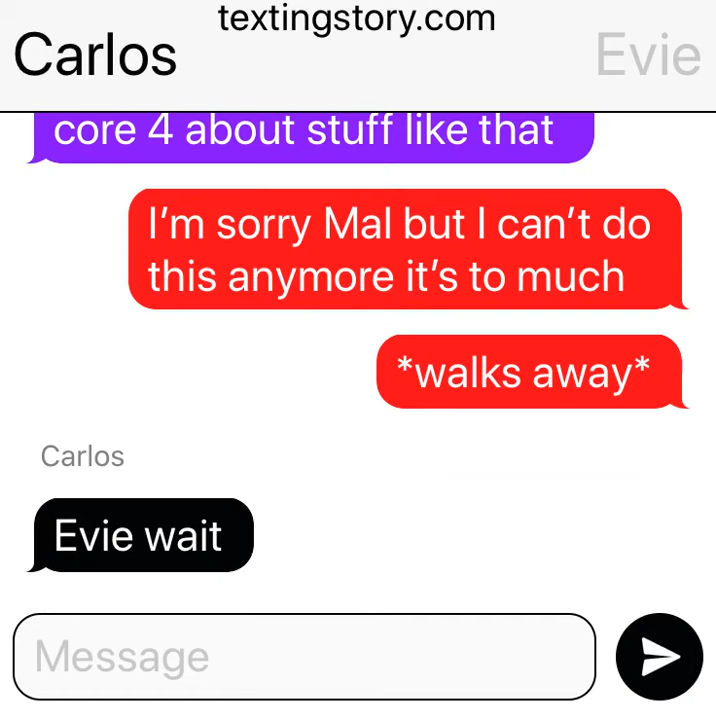 textingstory.com
Carlos
Evie
core 4 about stuff like that
I'm sorry Mal but I can't do
this anymore it's to much
*walks away*
Carlos
Evie wait
Message